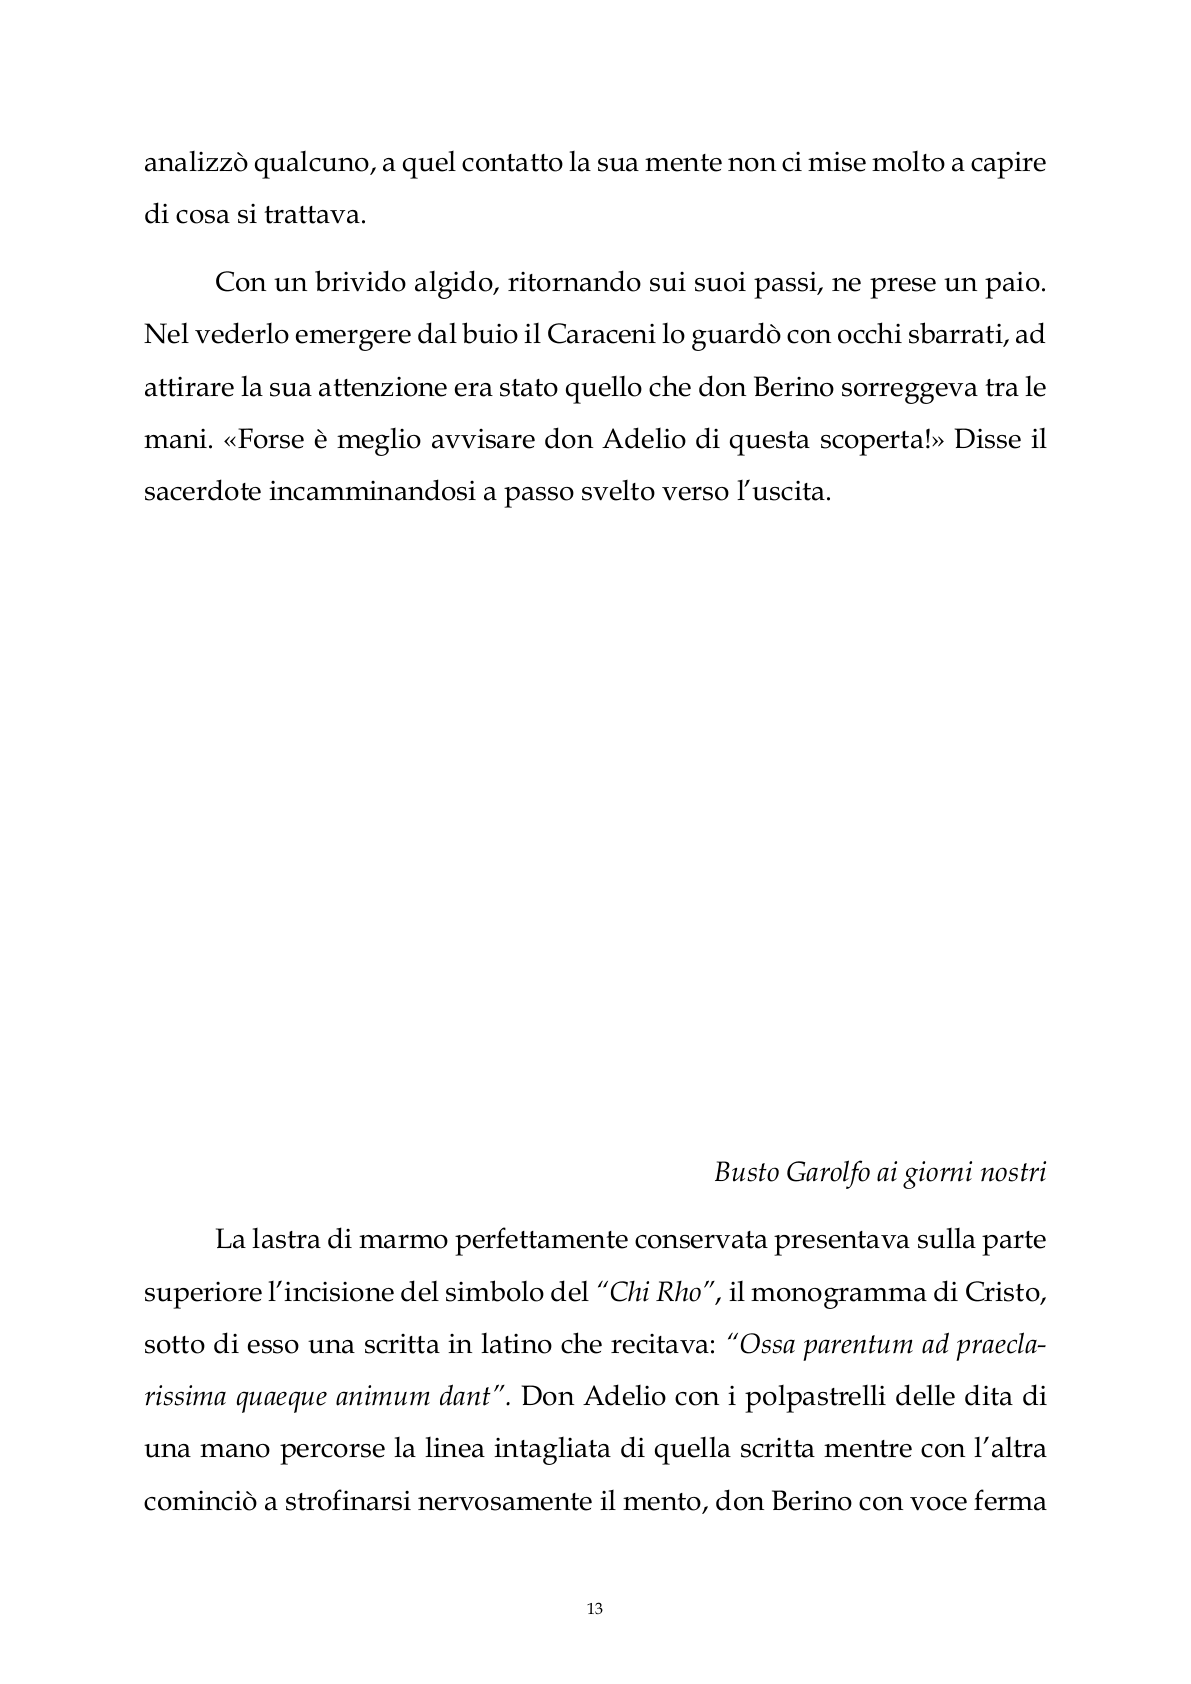 analizzò qualcuno, a quel contatto la sua mente non ci mise molto a capire
di cosa si trattava.
Con un brivido algido, ritornando sui suoi passi, ne prese un paio.
Nel vederlo emergere dal buio il Caraceni lo guardò con occhi sbarrati, ad
attirare la sua attenzione era stato quello che don Berino sorreggeva tra le
mani. «Forse è meglio avvisare don Adelio di questa scoperta!» Disse il
sacerdote incamminandosi a passo svelto verso l’uscita.
Busto Garolfo ai giorni nostri
La lastra di marmo perfettamente conservata presentava sulla parte
superiore l’incisione del simbolo del “Chi Rho”, il monogramma di Cristo,
sotto di esso una scritta in latino che recitava: “Ossa parentum ad praecla-
rissima quaeque animum dant”. Don Adelio con i polpastrelli delle dita di
una mano percorse la linea intagliata di quella scritta mentre con l’altra
cominciò a strofinarsi nervosamente il mento, don Berino con voce ferma
13